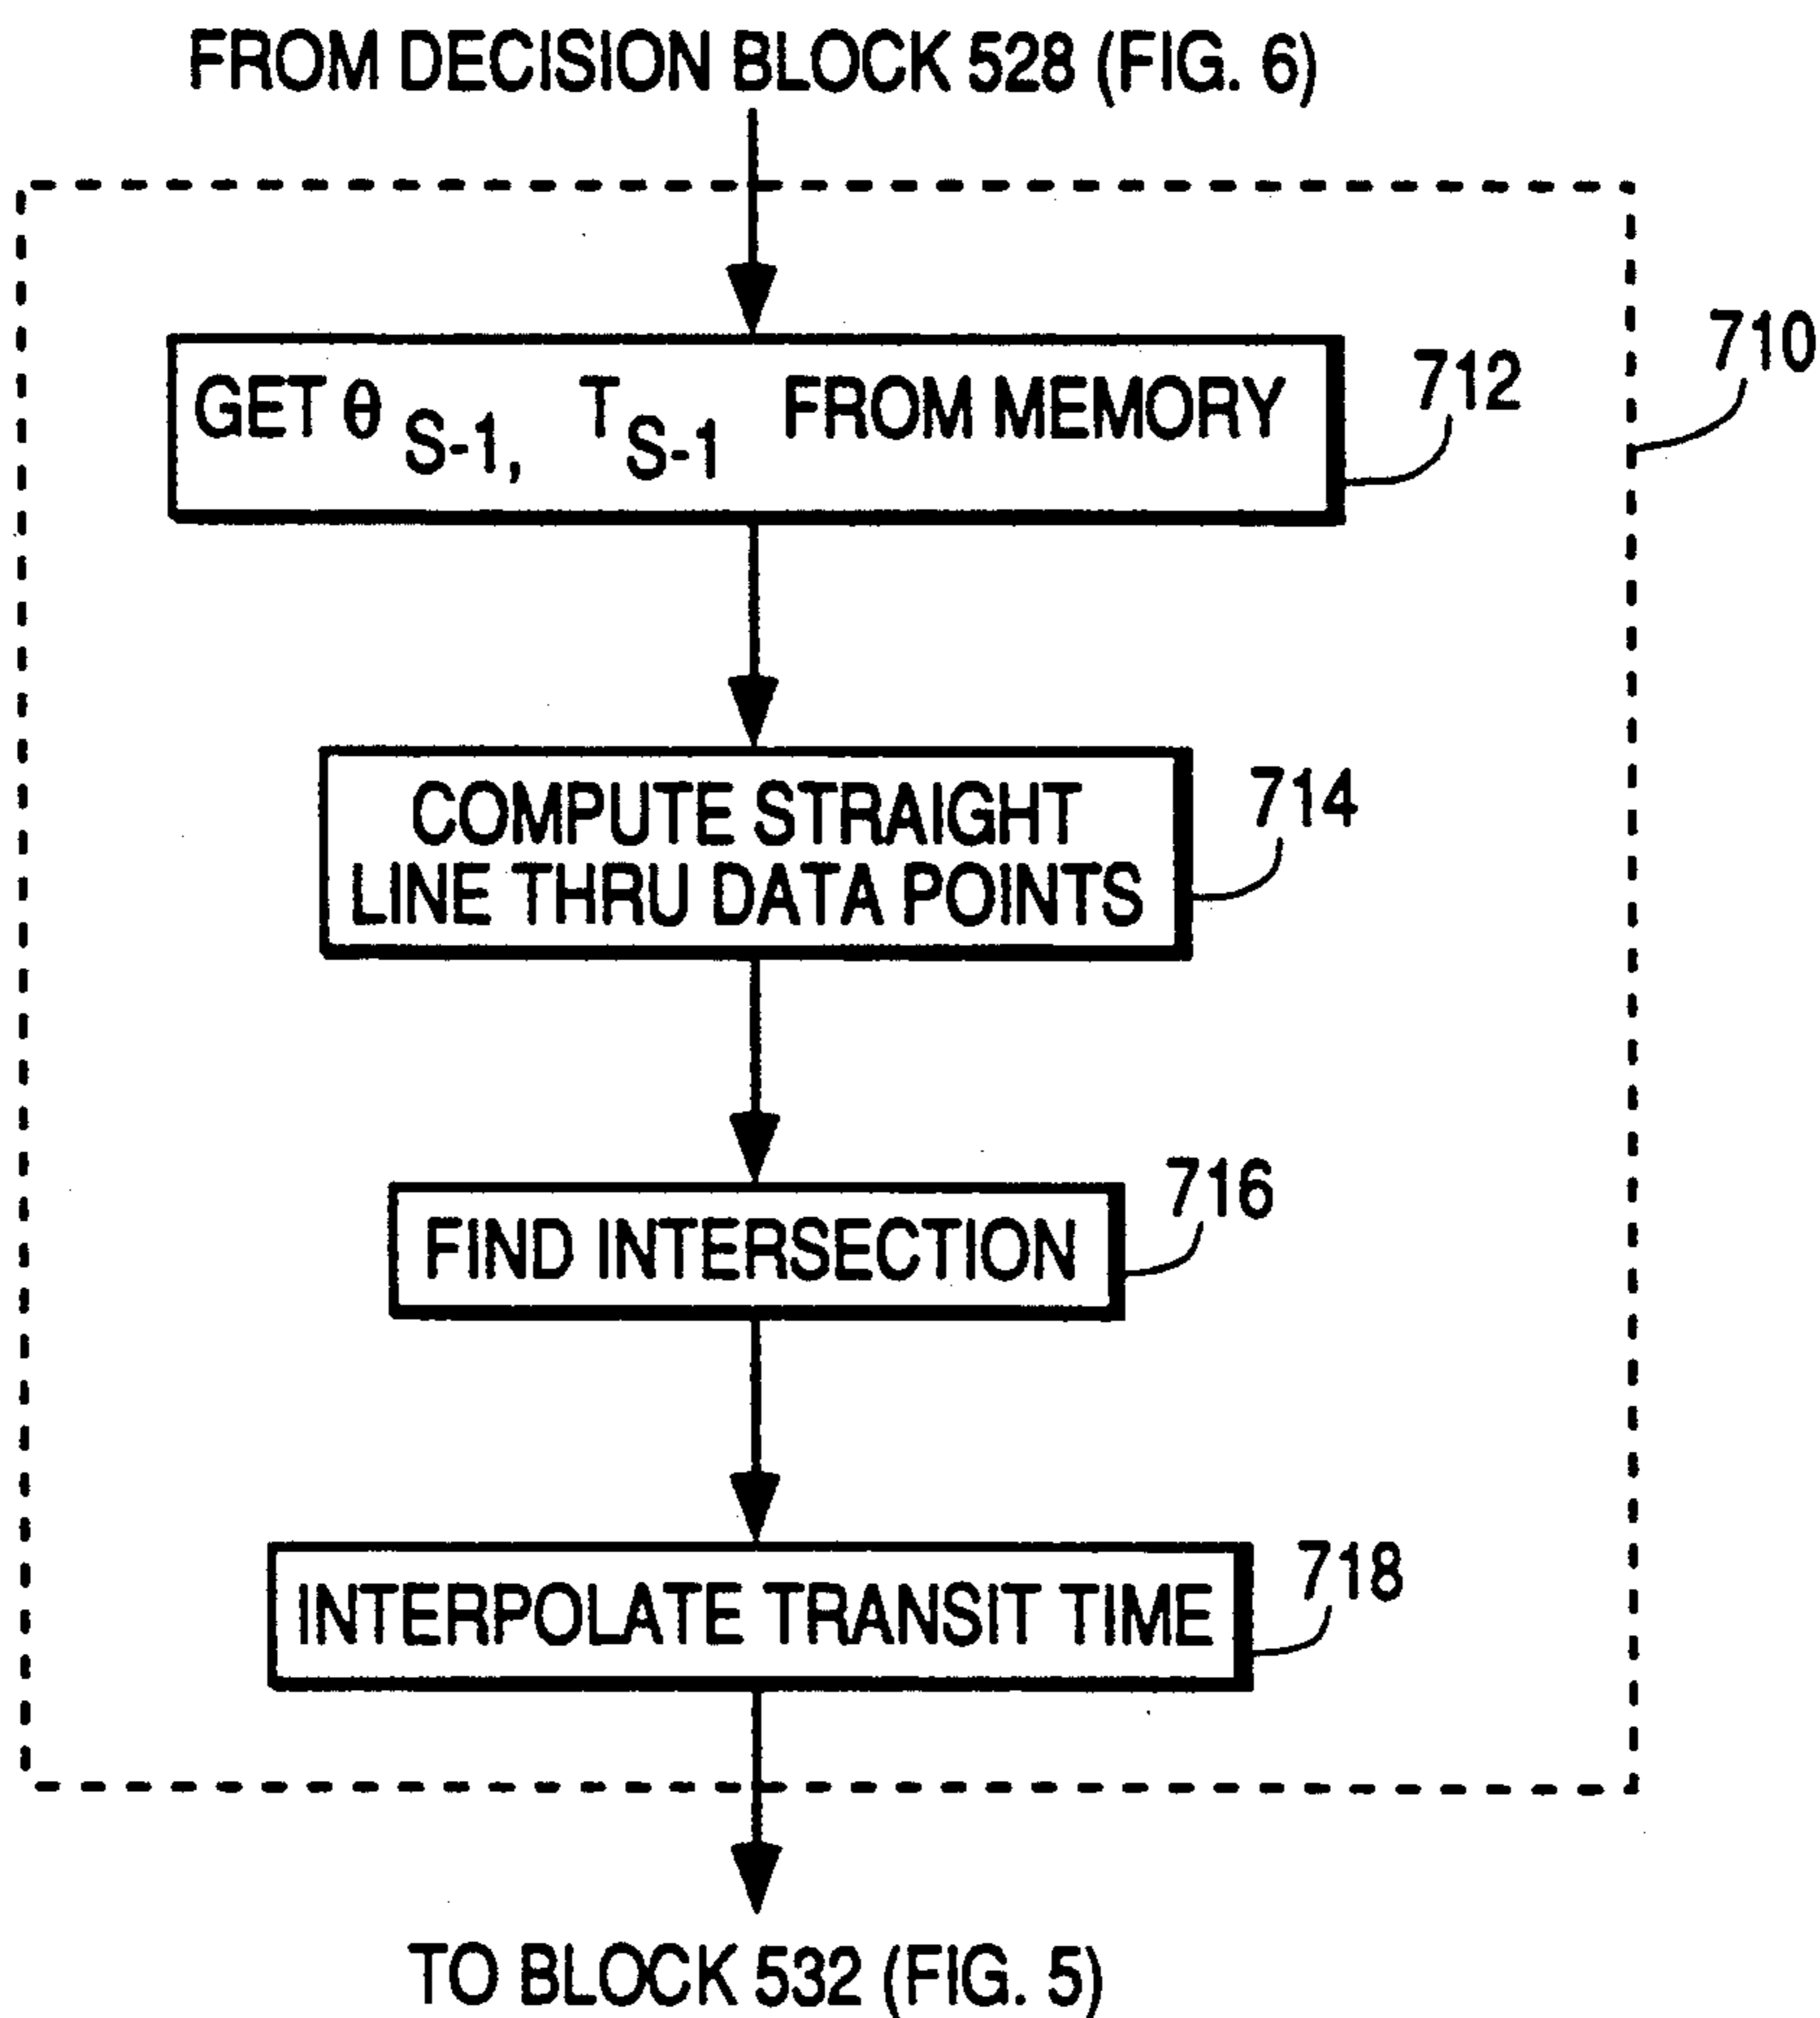 FROM DECISION BLOCK 528 (FIG. 6)
710
712
GET θ S-1, T S-1 FROM MEMORY
714
COMPUTE STRAIGHT
LINE THRU DATA POINTS
716
FIND INTERSECTION
718
INTERPOLATE TRANSIT TIME
TO BLOCK 532 (FIG. 5)